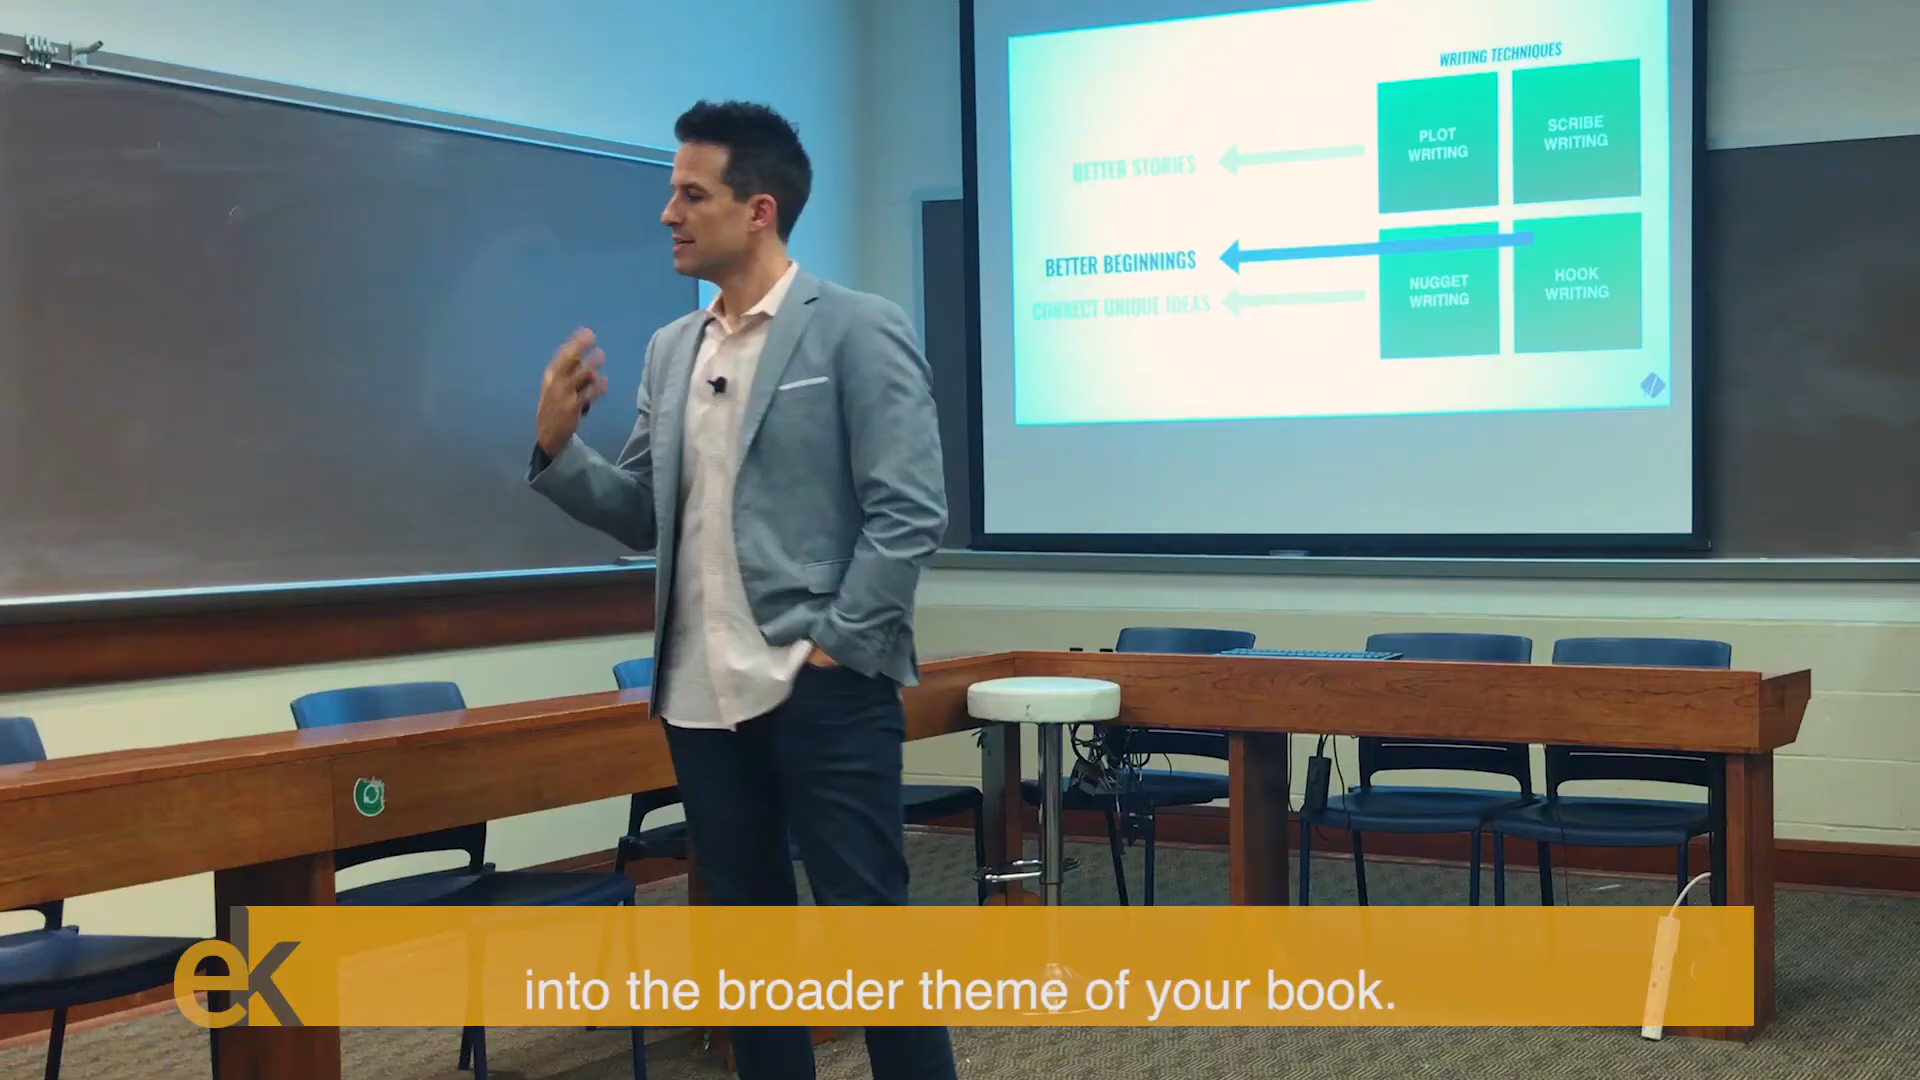 WRITING TECHNIQUES
PLOT
WRITING
SCRIBE
WRITING
BETTER STORIES
BETTER BEGINNINGS
NUGGET
WRITING
HOOK
WRITING
CONNECT UNIQUE IDEAS
ek
into the broader theme of your book.